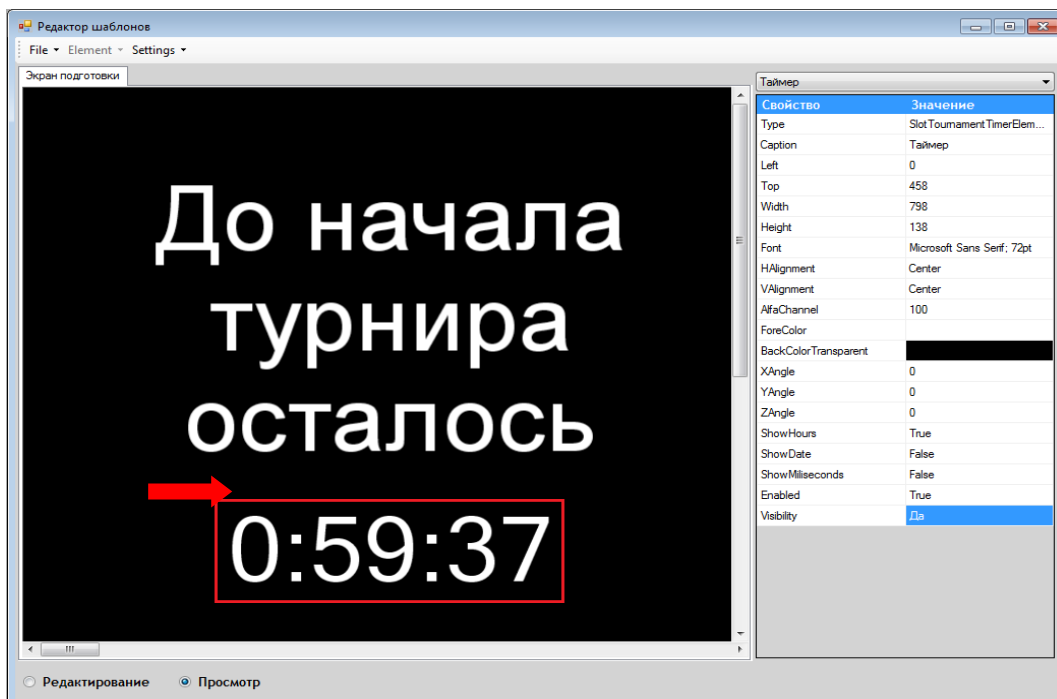 Редактор шаблонов
File Element Settings
Экран подготовки
До начала
турнира
осталось
0:59:37
Таймер
Свойство Значение
Type SlotTournamentTimerElem...
Caption Таймер
Left 0
Top 458
Width 798
Height 138
Font Microsoft Sans Serif; 72pt
HAlignment Center
VAlignment Center
AlfaChannel 100
ForeColor
BackColorTransparent
XAngle 0
YAngle 0
ZAngle 0
ShowHours True
ShowDate False
ShowMiliseconds False
Enabled True
Visibility Да
Редактирование Просмотр